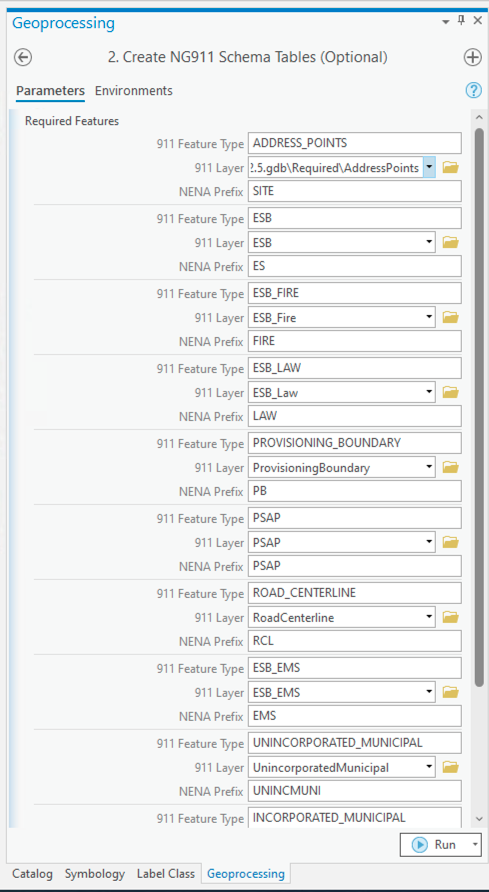 Geoprocessing
2. Create NG911 Schema Tables (Optional)
Parameters Environments
Required Features
911 Feature Type ADDRESS_POINTS
911 Layer ?.5.gdb\Required\AddressPoints
NENA Prefix SITE
911 Feature Type ESB
911 Layer ESB
NENA Prefix ES
911 Feature Type ESB_FIRE
911 Layer ESB_Fire
NENA Prefix FIRE
911 Feature Type ESB_LAW
911 Layer ESB_Law
NENA Prefix LAW
911 Feature Type PROVISIONING_BOUNDARY
911 Layer ProvisioningBoundary
NENA Prefix PB
911 Feature Type PSAP
911 Layer PSAP
NENA Prefix PSAP
911 Feature Type ROAD_CENTERLINE
911 Layer RoadCenterline
NENA Prefix RCL
911 Feature Type ESB_EMS
911 Layer ESB_EMS
NENA Prefix EMS
911 Feature Type UNINCORPORATED_MUNICIPAL
911 Layer UnincorporatedMunicipal
NENA Prefix UNINCMUNI
911 Feature Type INCORPORATED_MUNICIPAL
Run
Catalog Symbology Label Class Geoprocessing